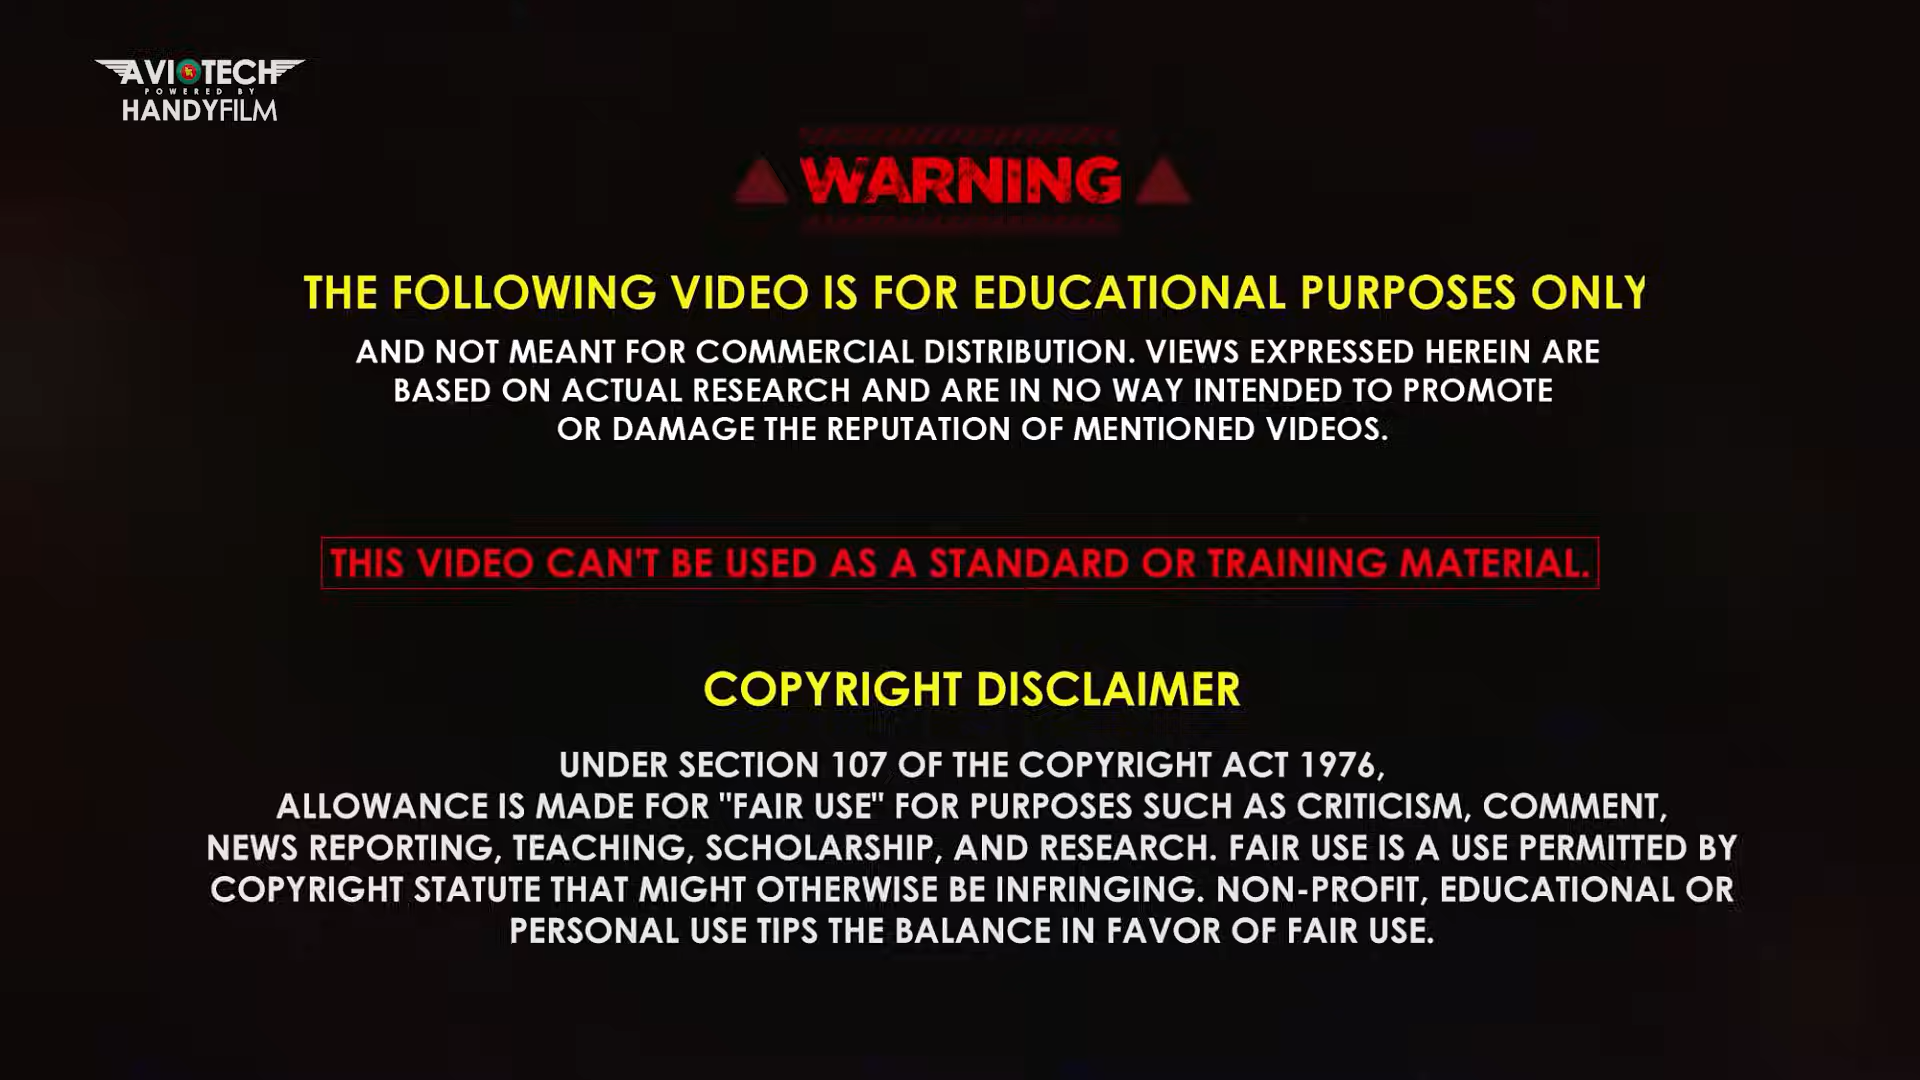 AVIOTECH
POWERED BY
HANDYFILM
WARNING
THE FOLLOWING VIDEO IS FOR EDUCATIONAL PURPOSES ONLY
AND NOT MEANT FOR COMMERCIAL DISTRIBUTION. VIEWS EXPRESSED HEREIN ARE
BASED ON ACTUAL RESEARCH AND ARE IN NO WAY INTENDED TO PROMOTE
OR DAMAGE THE REPUTATION OF MENTIONED VIDEOS.
THIS VIDEO CAN'T BE USED AS A STANDARD OR TRAINING MATERIAL.
COPYRIGHT DISCLAIMER
UNDER SECTION 107 OF THE COPYRIGHT ACT 1976,
ALLOWANCE IS MADE FOR "FAIR USE" FOR PURPOSES SUCH AS CRITICISM, COMMENT,
NEWS REPORTING, TEACHING, SCHOLARSHIP, AND RESEARCH. FAIR USE IS A USE PERMITTED BY
COPYRIGHT STATUTE THAT MIGHT OTHERWISE BE INFRINGING. NON-PROFIT, EDUCATIONAL OR
PERSONAL USE TIPS THE BALANCE IN FAVOR OF FAIR USE.